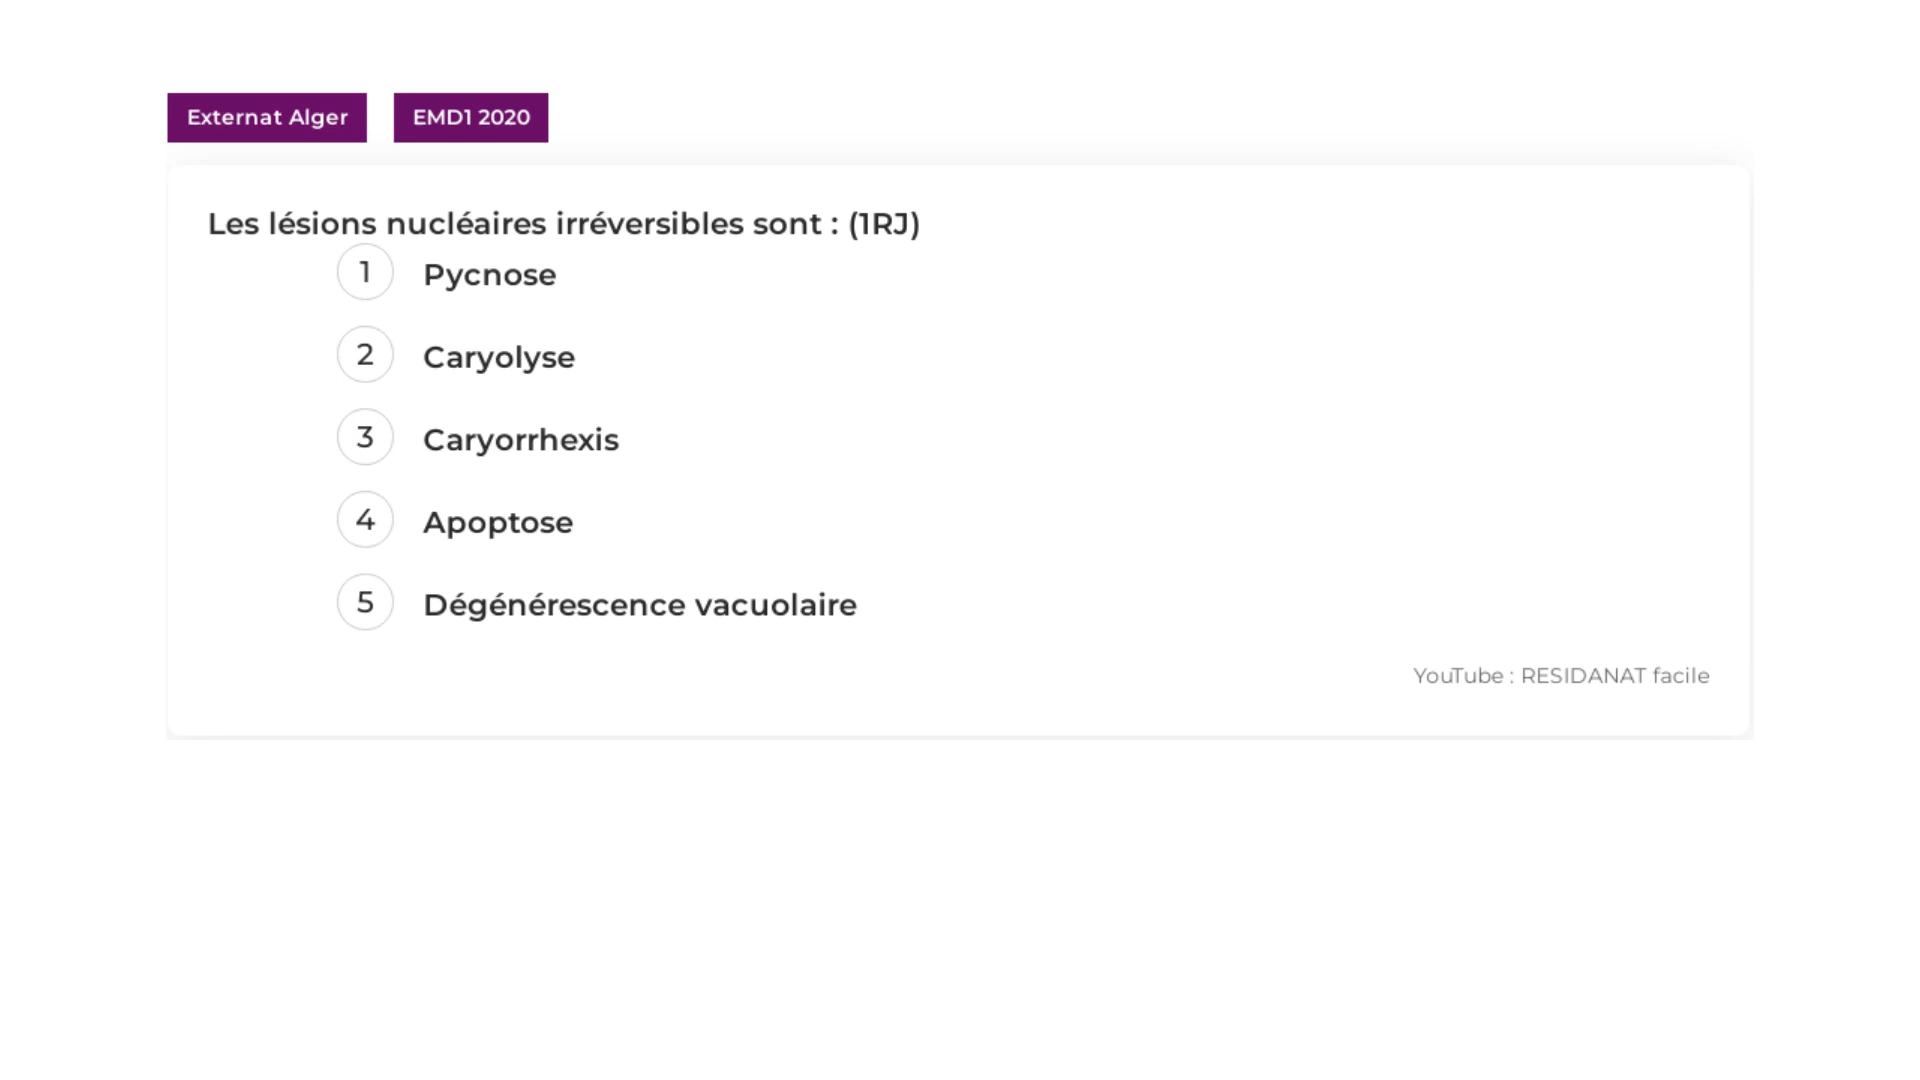 Externat Alger EMD1 2020
Les lésions nucléaires irréversibles sont : (1RJ)
1 Pycnose
2 Caryolyse
3 Caryorrhexis
4 Apoptose
5 Dégénérescence vacuolaire
YouTube : RESIDANAT facile